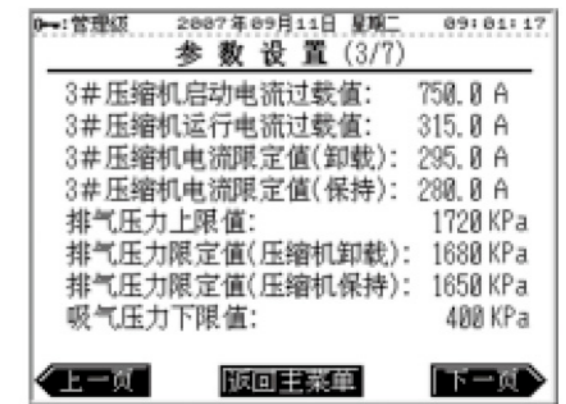 :管理级 2007年09月11日 星期二 09:01:17
参数设置(3/7)
3#压缩机启动电流过载值: 750.0 A
3#压缩机运行电流过载值: 315.0 A
3#压缩机电流限定值(卸载): 295.0 A
3#压缩机电流限定值(保持): 280.0 A
排气压力上限值: 1720 KPa
排气压力限定值(压缩机卸载): 1680 KPa
排气压力限定值(压缩机保持): 1650 KPa
吸气压力下限值: 400 KPa
上一页 返回主菜单 下一页